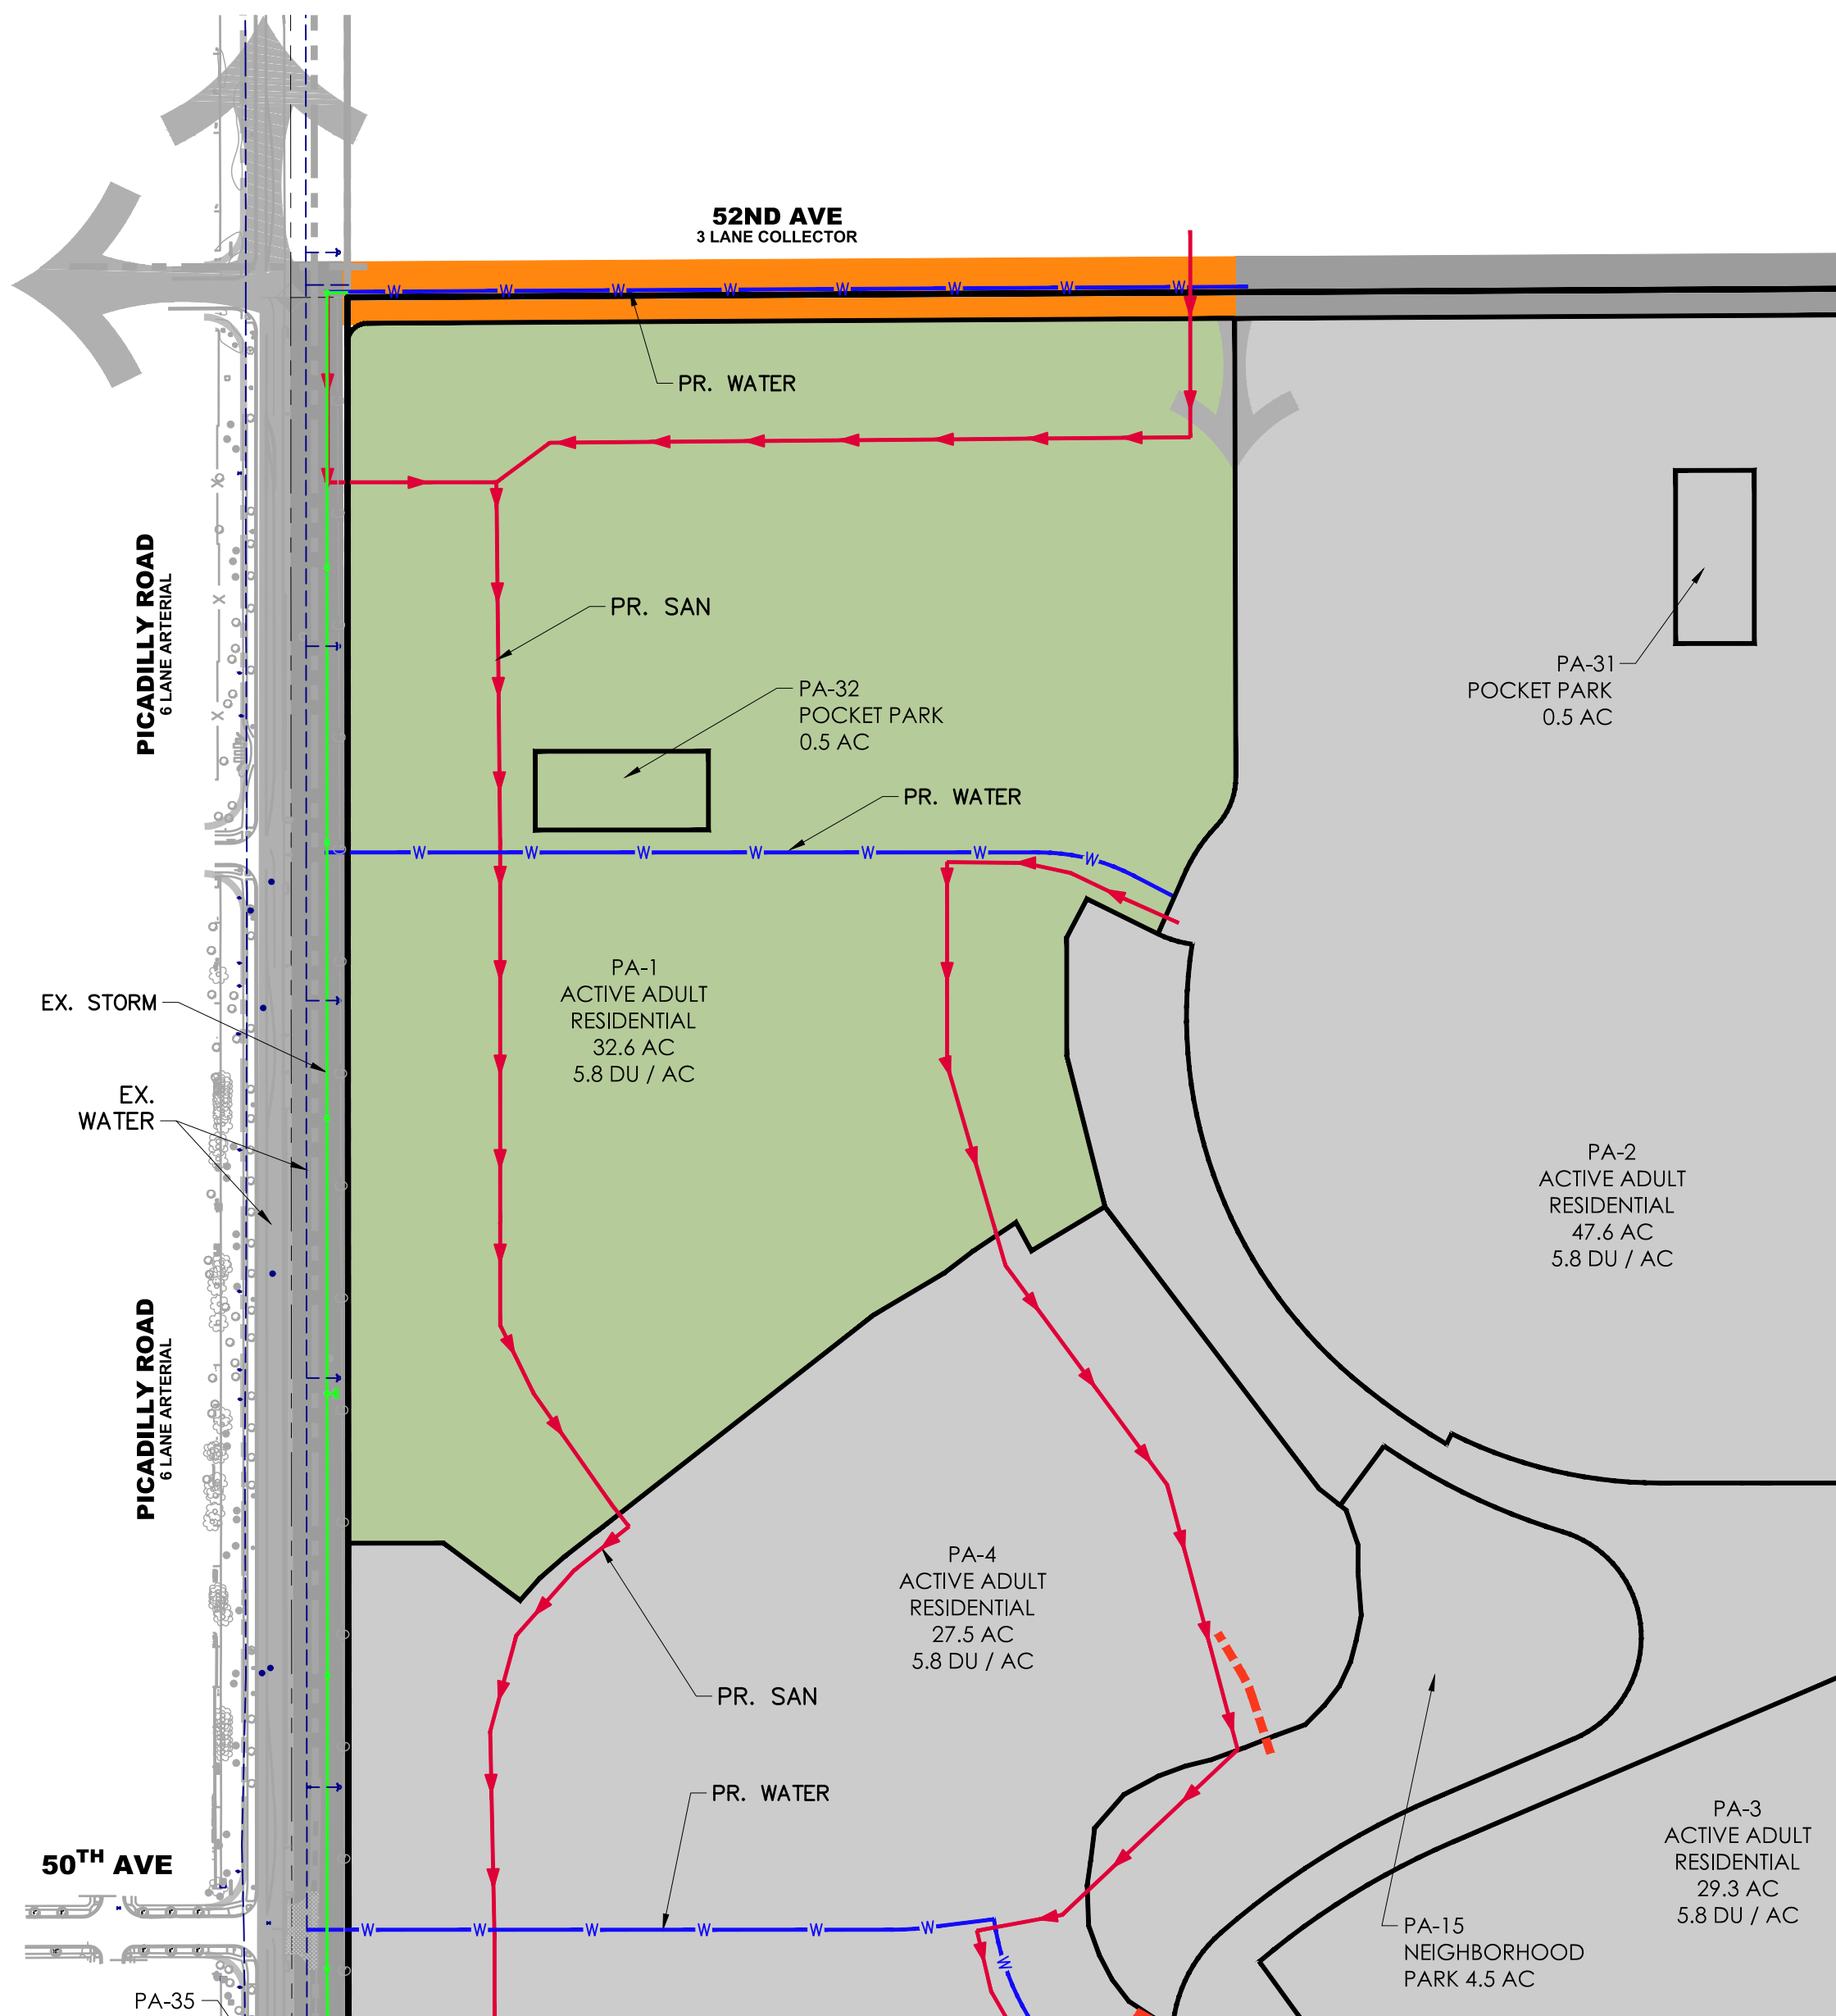 52ND AVE
3 LANE COLLECTOR
W W W W W W W W
PR. WATER
PR. SAN
PICADILLY ROAD
6 LANE ARTERIAL
PA-31
POCKET PARK
0.5 AC
PA-32
POCKET PARK
0.5 AC
PR. WATER
W W W W W W W
PA-1
ACTIVE ADULT
RESIDENTIAL
32.6 AC
5.8 DU / AC
EX. STORM
EX.
WATER
PA-2
ACTIVE ADULT
RESIDENTIAL
47.6 AC
5.8 DU / AC
PICADILLY ROAD
6 LANE ARTERIAL
PA-4
ACTIVE ADULT
RESIDENTIAL
27.5 AC
5.8 DU / AC
PR. SAN
PR. WATER
PA-3
ACTIVE ADULT
RESIDENTIAL
29.3 AC
5.8 DU / AC
50TH AVE
W W W W W W W
PA-15
NEIGHBORHOOD
PARK 4.5 AC
PA-35